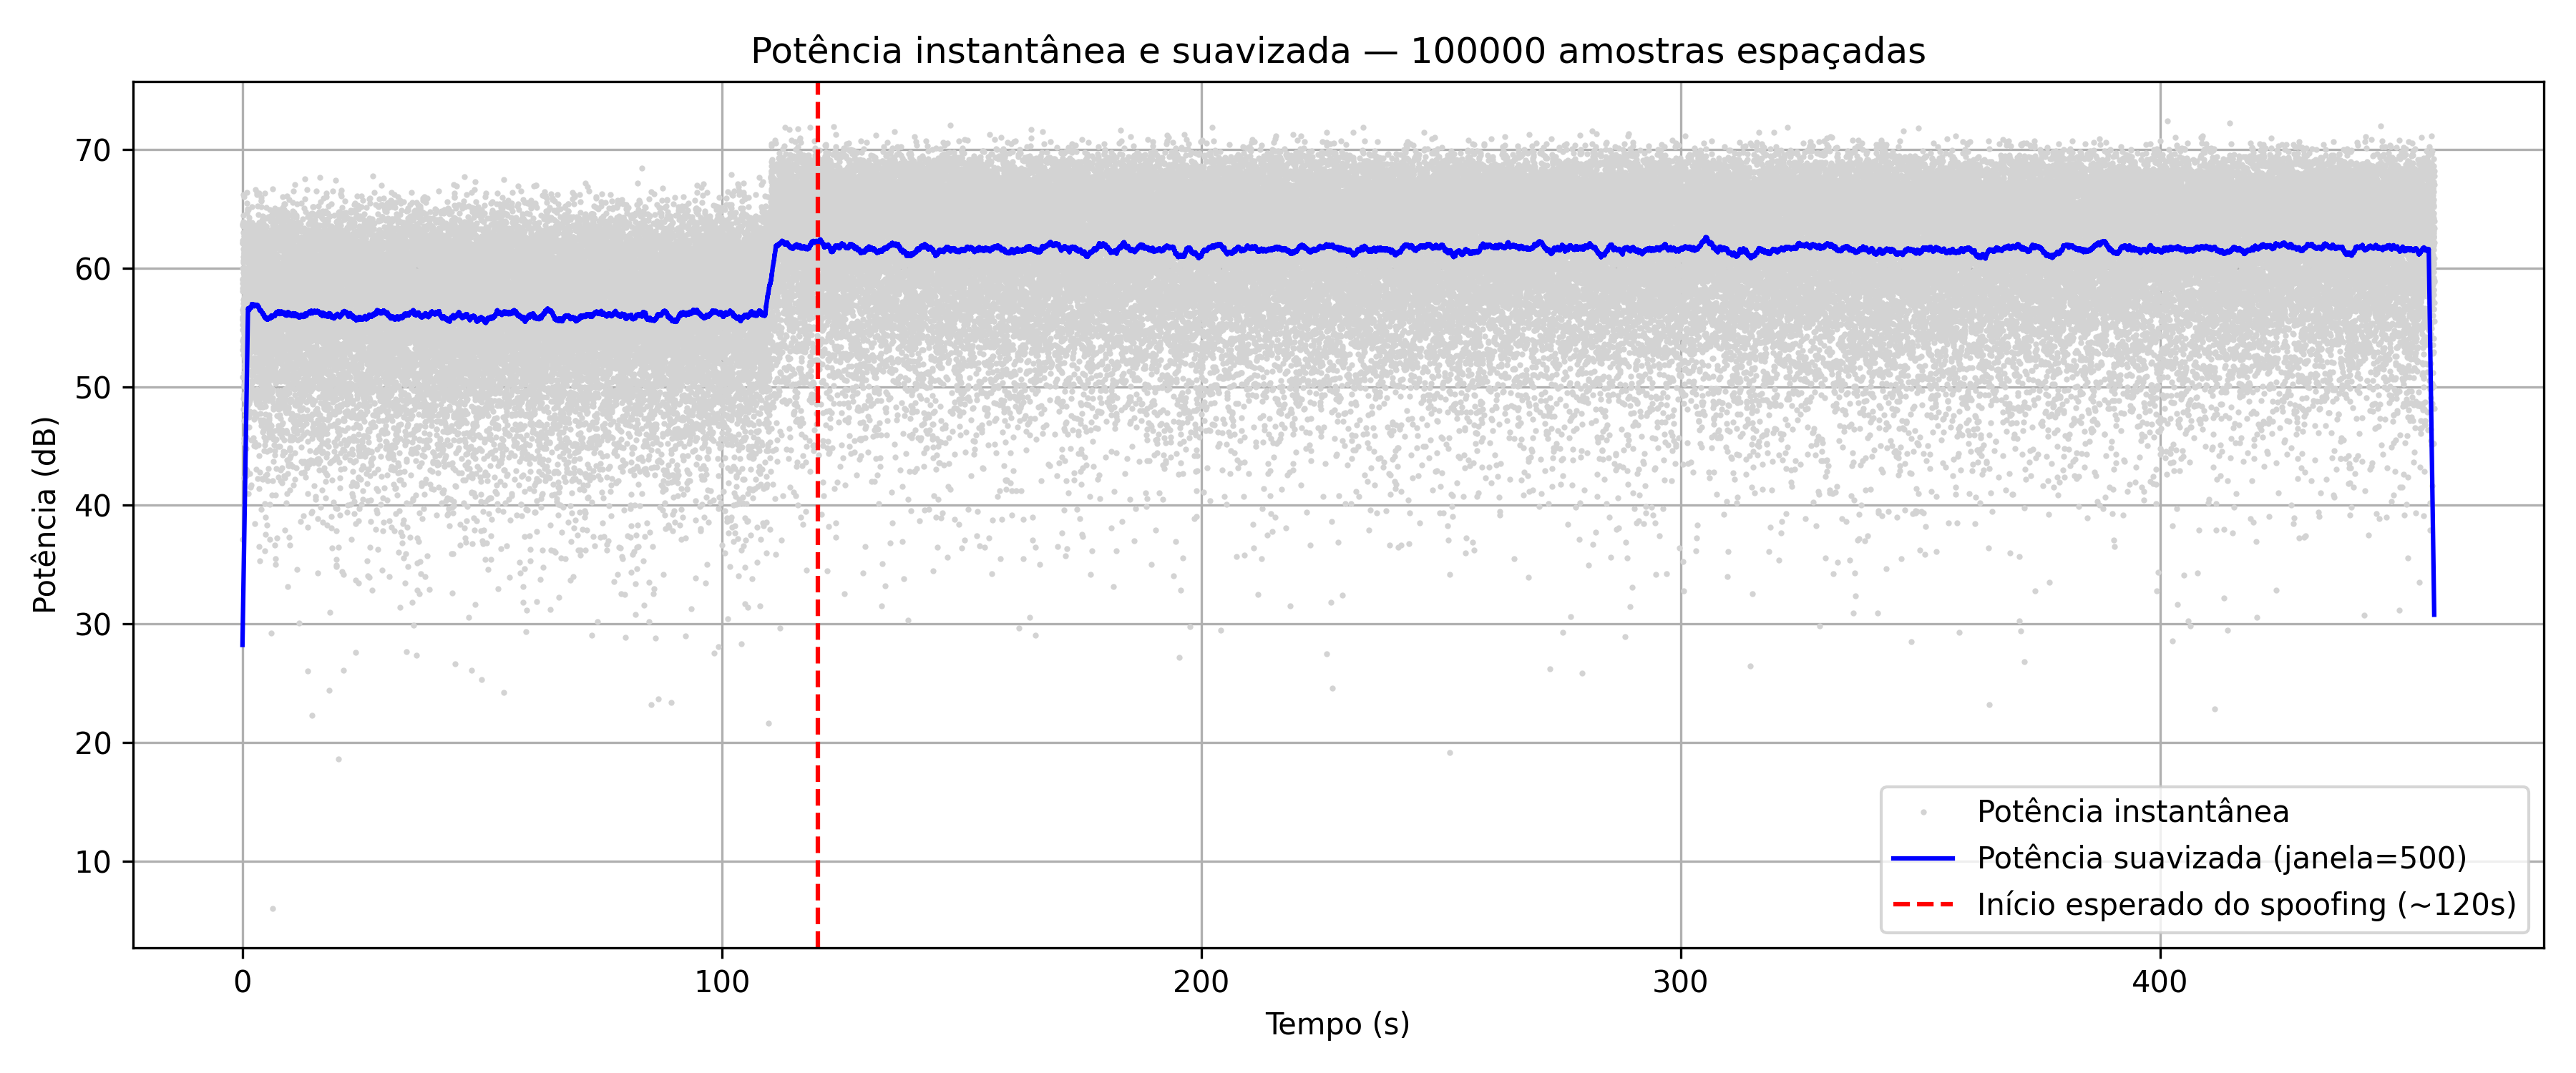 Potência instantânea e suavizada — 100000 amostras espaçadas
Potência (dB)
70
60
50
40
30
20
10
0
100
200
300
400
Tempo (s)
Potência instantânea
Potência suavizada (janela=500)
Início esperado do spoofing (~120s)